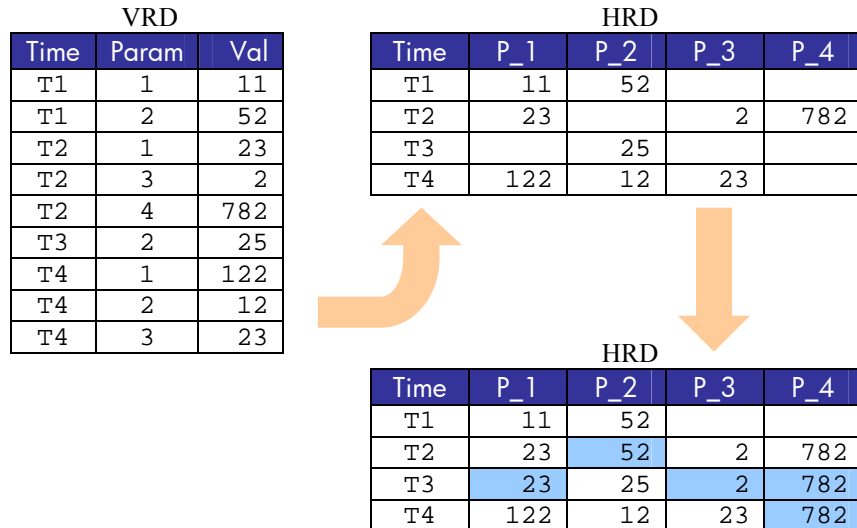 VRD
Time Param Val
T1 1 11
T1 2 52
T2 1 23
T2 3 2
T2 4 782
T3 2 25
T4 1 122
T4 2 12
T4 3 23
HRD
Time P_1 P_2 P_3 P_4
T1 11 52
T2 23 2 782
T3 25
T4 122 12 23
HRD
Time P_1 P_2 P_3 P_4
T1 11 52
T2 23 52 2 782
T3 23 25 2 782
T4 122 12 23 782